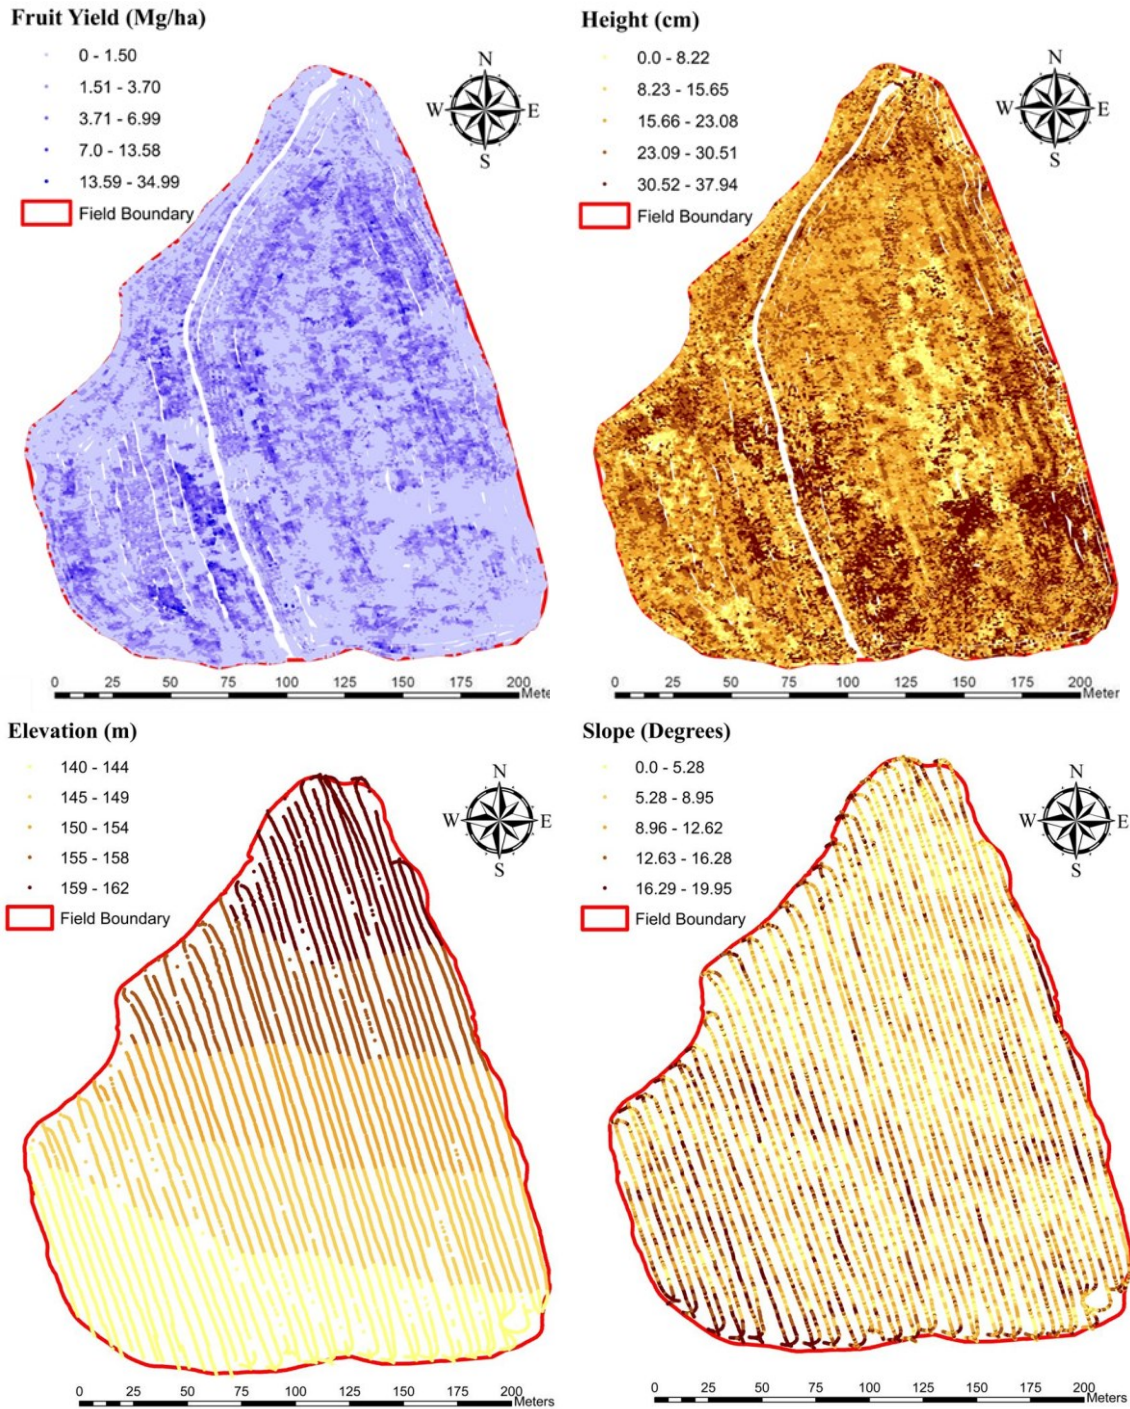 Fruit Yield (Mg/ha)
0 - 1.50
1.51 - 3.70
3.71 - 6.99
7.0 - 13.58
13.59 - 34.99
Field Boundary
N
W E
S
0 25 50 75 100 125 150 175 200
Mete
Height (cm)
0.0 - 8.22
8.23 - 15.65
15.66 - 23.08
23.09 - 30.51
30.52 - 37.94
Field Boundary
N
W E
S
0 25 50 75 100 125 150 175 200
Meter
Elevation (m)
140 - 144
145 - 149
150 - 154
155 - 158
159 - 162
Field Boundary
N
W E
S
0 25 50 75 100 125 150 175 200
Meters
Slope (Degrees)
0.0 - 5.28
5.28 - 8.95
8.96 - 12.62
12.63 - 16.28
16.29 - 19.95
Field Boundary
N
W E
S
0 25 50 75 100 125 150 175 200
Meters